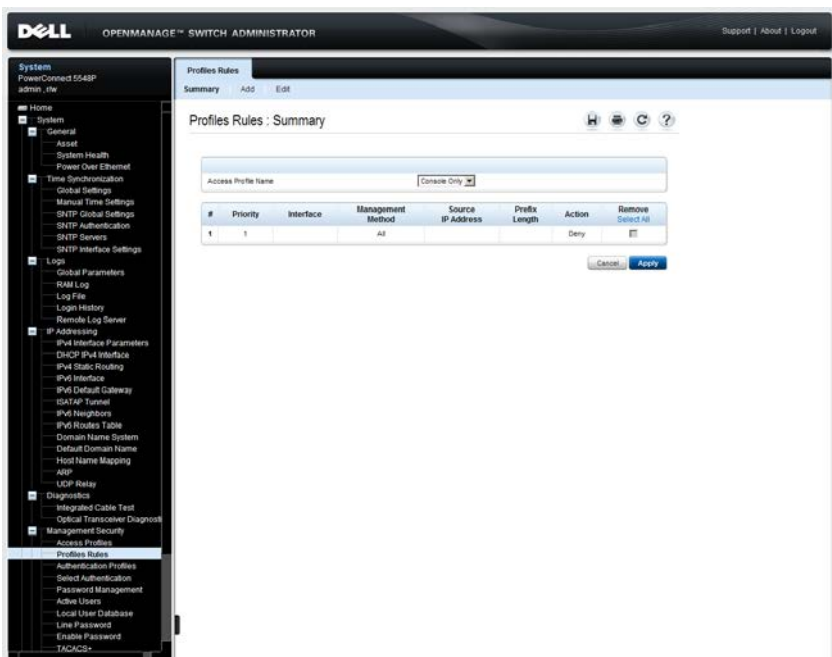 DELL OPENMANAGE™ SWITCH ADMINISTRATOR
Support | About | Logout
System
PowerConnect 5548P
admin , r/w
Home
System
General
Asset
System Health
Power Over Ethernet
Time Synchronization
Global Settings
Manual Time Settings
SNTP Global Settings
SNTP Authentication
SNTP Servers
SNTP Interface Settings
Logs
Global Parameters
RAM Log
Log File
Login History
Remote Log Server
IP Addressing
IPv4 Interface Parameters
DHCP IPv4 Interface
IPv4 Static Routing
IPv6 Interface
IPv6 Default Gateway
ISATAP Tunnel
IPv6 Neighbors
IPv6 Routes Table
Domain Name System
Default Domain Name
Host Name Mapping
ARP
UDP Relay
Diagnostics
Integrated Cable Test
Optical Transceiver Diagnosti
Management Security
Access Profiles
Profiles Rules
Authentication Profiles
Select Authentication
Password Management
Active Users
Local User Database
Line Password
Enable Password
TACACS+
Profiles Rules
Summary Add Edit
Profiles Rules : Summary
?
Access Profile Name Console Only
# Priority Interface Management Method Source IP Address Prefix Length Action Remove Select All
1 1 All Deny
Cancel Apply